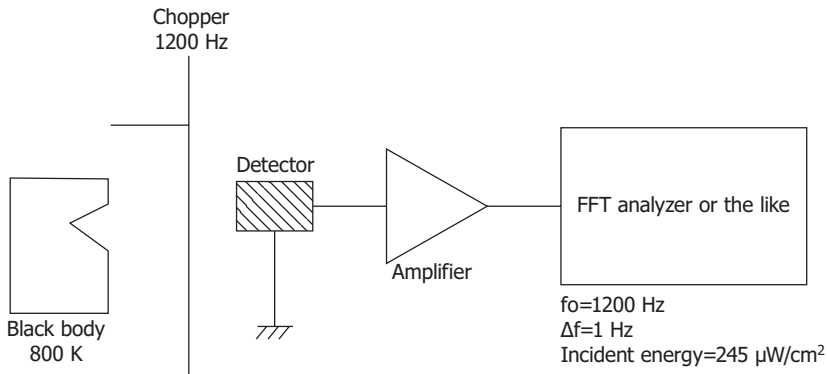 Chopper
1200 Hz
Detector
FFT analyzer or the like
Amplifier
Black body
800 K
fo=1200 Hz
Δf=1 Hz
Incident energy=245 μW/cm²